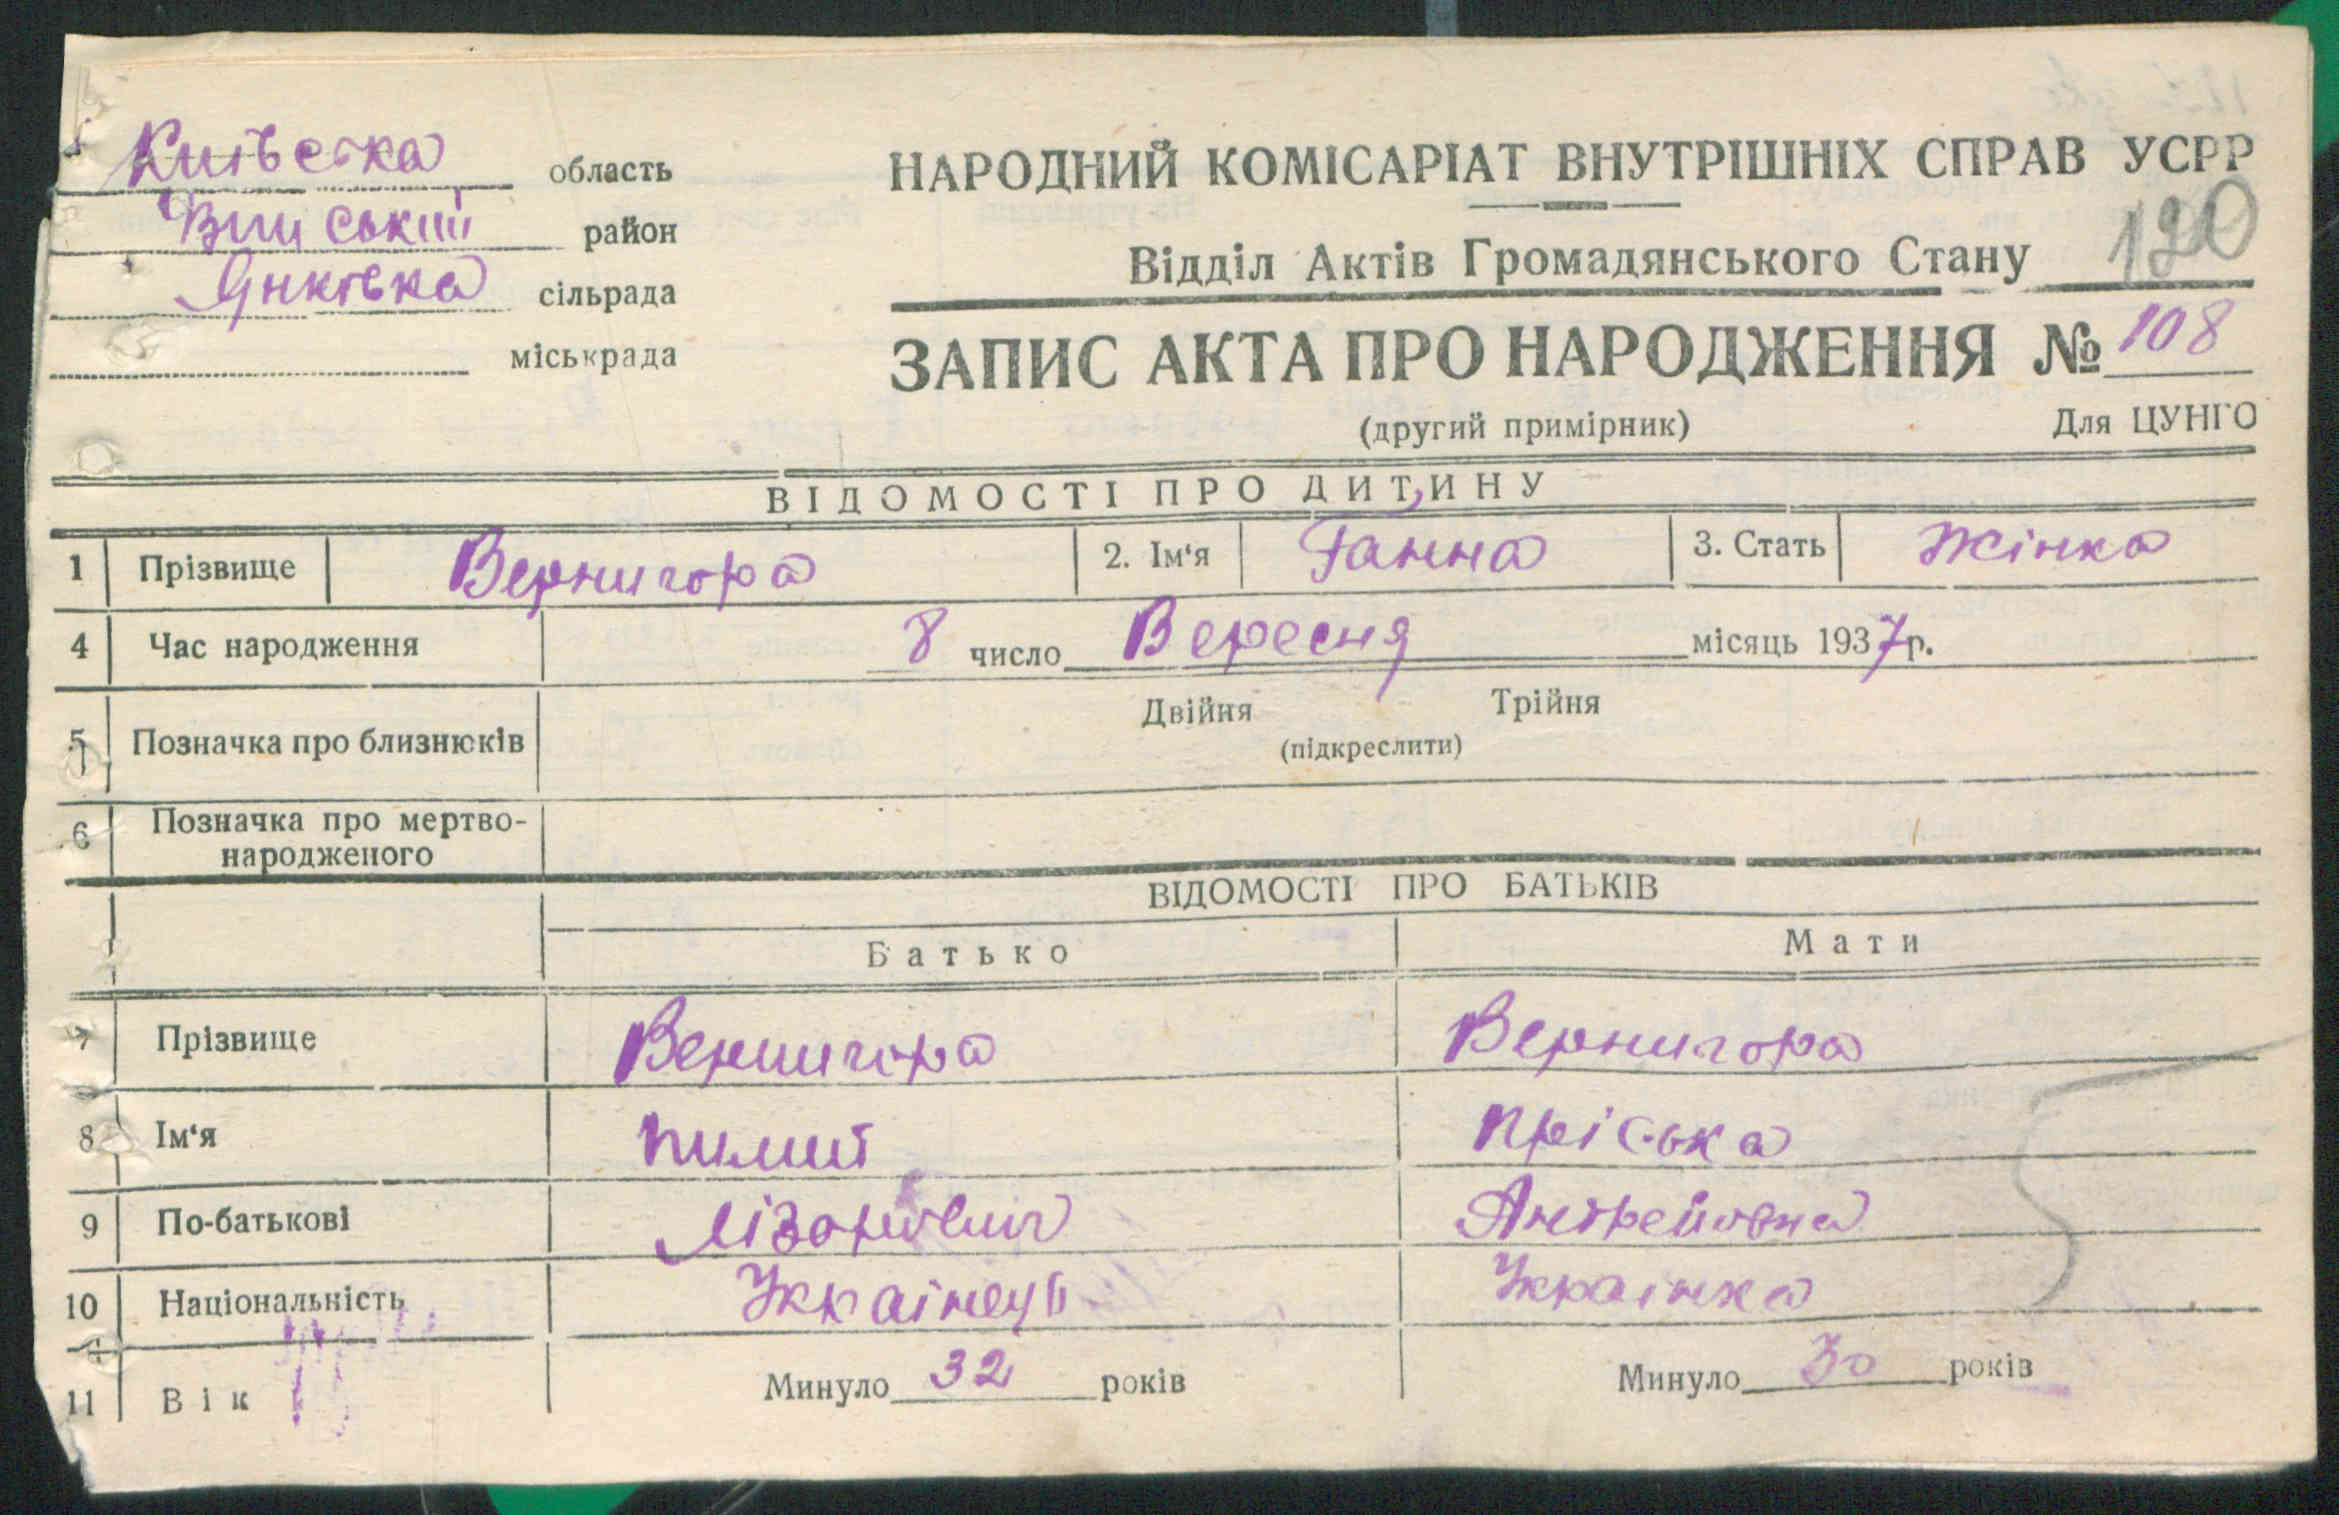 Київська область
район
Янківка сільрада
міськрада
НАРОДНИЙ КОМІСАРІАТ ВНУТРІШНІХ СПРАВ УСРР
Відділ Актів Громадянського Стану
120
ЗАПИС АКТА ПРО НАРОДЖЕННЯ № 108
(другий примірник) Для ЦУНГО
ВІДОМОСТІ ПРО ДИТИНУ
1 Прізвище Вернигора 2. Ім‘я Ганна 3. Стать Жінка
4 Час народження 8 число Вересня місяць 1937 р.
Двійня Трійня
5 Позначка про близнюків
(підкреслити)
6 Позначка про мертво-
народженого
ВІДОМОСТІ ПРО БАТЬКІВ
Батько Мати
7 Прізвище Вернигора Вернигора
8 Ім‘я Пилип Пріська
9 По-батькові Андрейовна
10 Національність Українець Українка
11 Вік Минуло 32 років Минуло 30 років